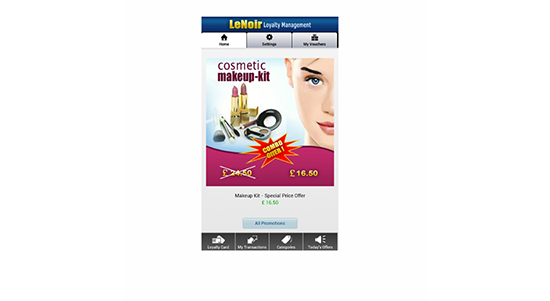 LeNoir Loyalty Management
Home
Settings
My Vouchers
cosmetic
makeup-kit
COMBO
OFFER !
£ 24.50
£ 16.50
Makeup Kit - Special Price Offer
£ 16.50
All Promotions
Loyalty Card
My Transactions
Categories
Today's Offers